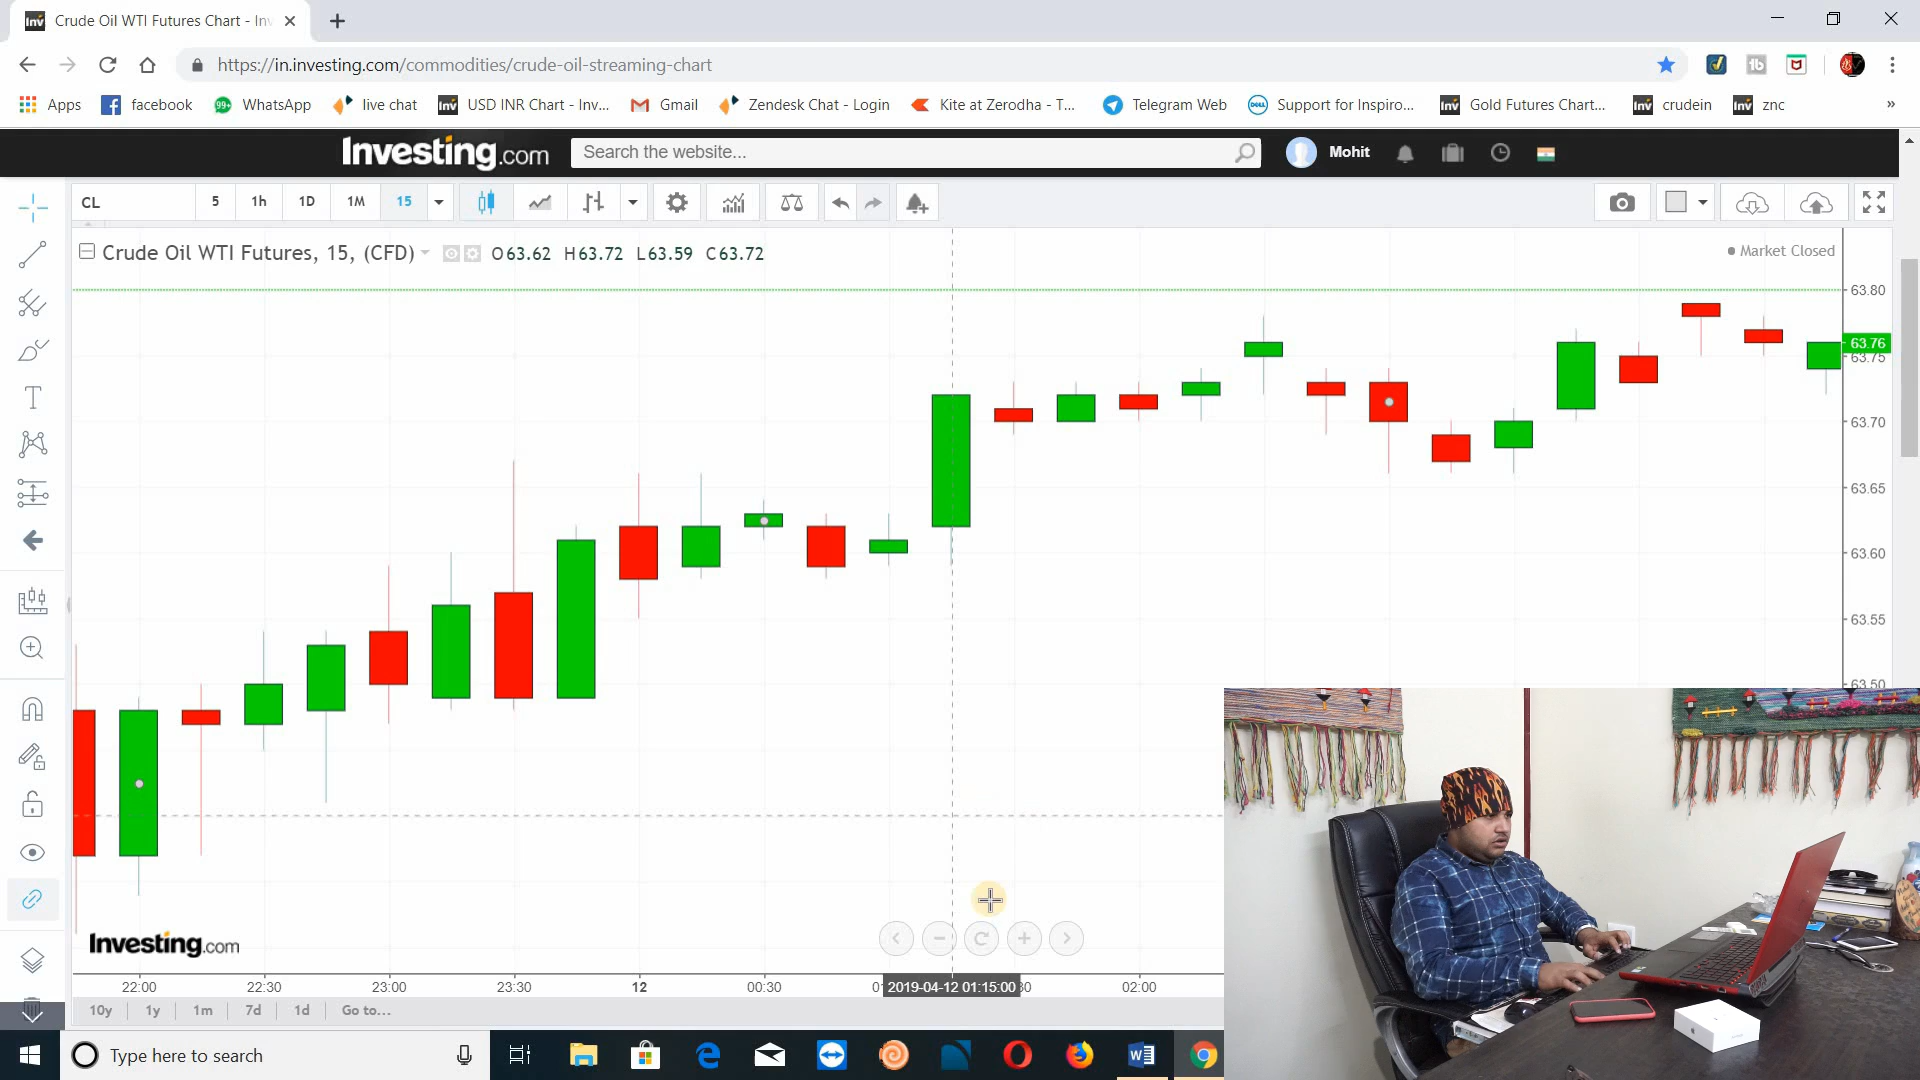 Crude Oil WTI Futures Chart - Inv
https://in.investing.com/commodities/crude-oil-streaming-chart
Apps facebook 99+ WhatsApp live chat Inv USD INR Chart - Inv... Gmail Zendesk Chat - Login Kite at Zerodha - T... Telegram Web DELL Support for Inspiro... Inv Gold Futures Chart... Inv crudein Inv znc »
Investing.com Search the website... Mohit
CL 5 1h 1D 1M 15
Crude Oil WTI Futures, 15, (CFD) O63.62 H63.72 L63.59 C63.72
Market Closed
63.80
63.76
63.75
63.70
63.65
63.60
63.55
63.50
Investing.com
22:00 22:30 23:00 23:30 12 00:30 2019-04-12 01:15:00 02:00
10y 1y 1m 7d 1d Go to...
Type here to search